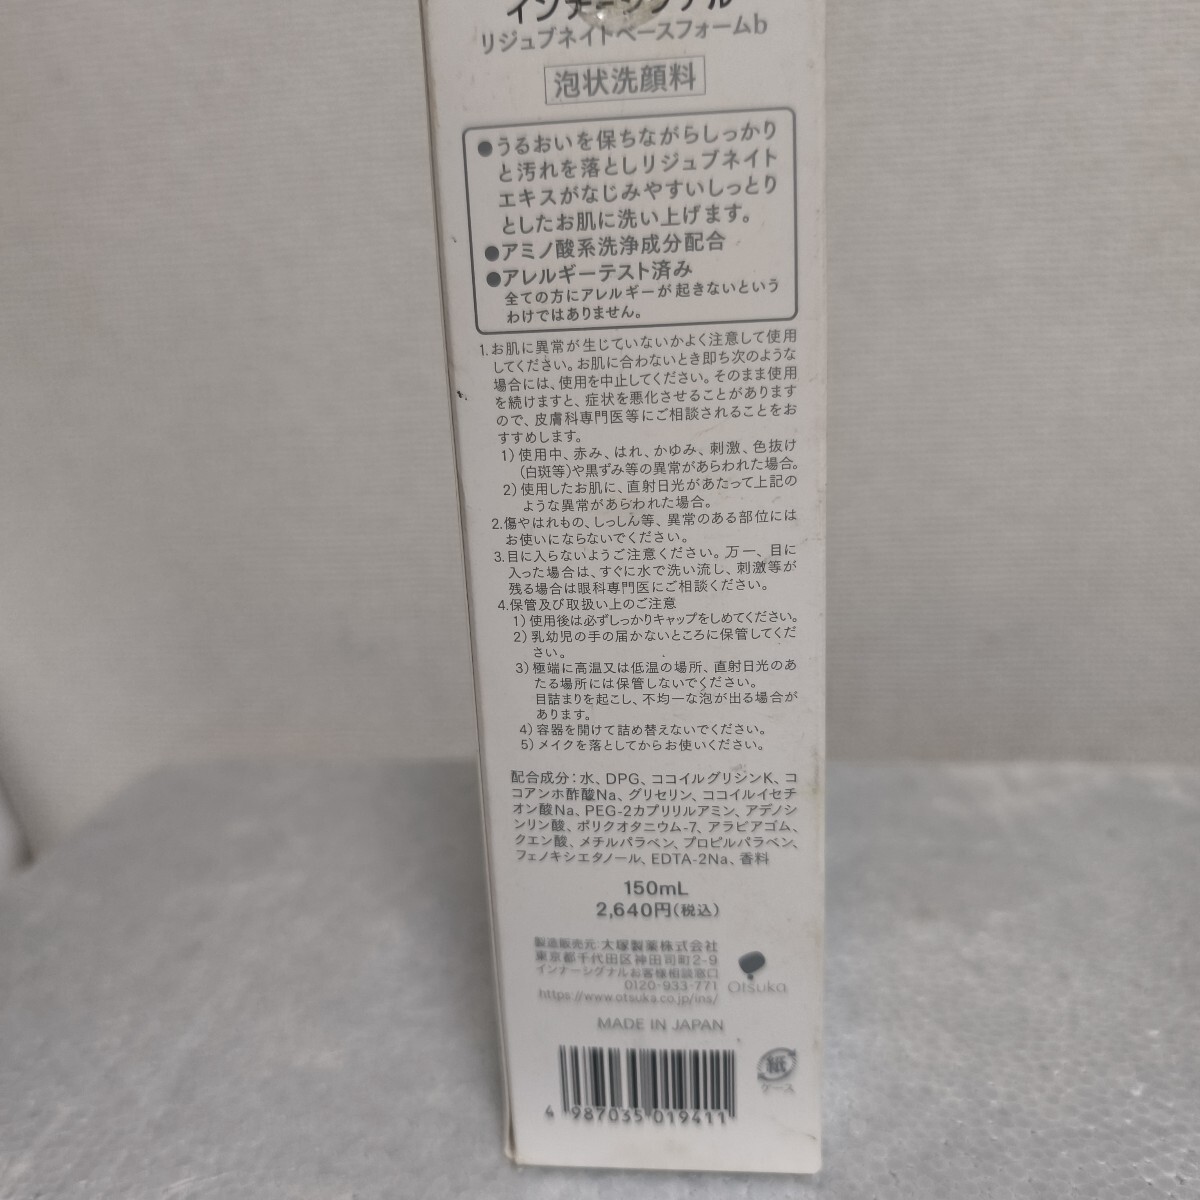 インナーシグナル
リジュブネイトベースフォームb
泡状洗顔料
●うるおいを保ちながらしっかり
と汚れを落としリジュブネイト
エキスがなじみやすいしっとり
としたお肌に洗い上げます。
●アミノ酸系洗浄成分配合
●アレルギーテスト済み
全ての方にアレルギーが起きないという
わけではありません。
1.お肌に異常が生じていないかよく注意して使用
してください。お肌に合わないとき即ち次のような
場合には、使用を中止してください。そのまま使用
を続けますと、症状を悪化させることがあります
ので、皮膚科専門医等にご相談されることをお
すすめします。
1）使用中、赤み、はれ、かゆみ、刺激、色抜け
（白斑等）や黒ずみ等の異常があらわれた場合。
2）使用したお肌に、直射日光があたって上記の
ような異常があらわれた場合。
2.傷やはれもの、しっしん等、異常のある部位には
お使いにならないでください。
3.目に入らないようご注意ください。万一、目に
入った場合は、すぐに水で洗い流し、刺激等が
残る場合は眼科専門医にご相談ください。
4.保管及び取扱い上のご注意
1）使用後は必ずしっかりキャップをしめてください。
2）乳幼児の手の届かないところに保管してくだ
さい。
3）極端に高温又は低温の場所、直射日光のあ
たる場所には保管しないでください。
目詰まりを起こし、不均一な泡が出る場合が
あります。
4）容器を開けて詰め替えないでください。
5）メイクを落としてからお使いください。
配合成分：水、DPG、ココイルグリシンK、コ
コアンホ酢酸Na、グリセリン、ココイルイセチ
オン酸Na、PEG-2カプリリルアミン、アデノシ
ンリン酸、ポリクオタニウム-7、アラビアゴム、
クエン酸、メチルパラベン、プロピルパラベン、
フェノキシエタノール、EDTA-2Na、香料
150mL
2,640円（税込）
製造販売元：大塚製薬株式会社
東京都千代田区神田司町2-9
インナーシグナルお客様相談窓口
0120-933-771
https://www.otsuka.co.jp/ins/
Otsuka
MADE IN JAPAN
紙
ケース
4 987035 019411